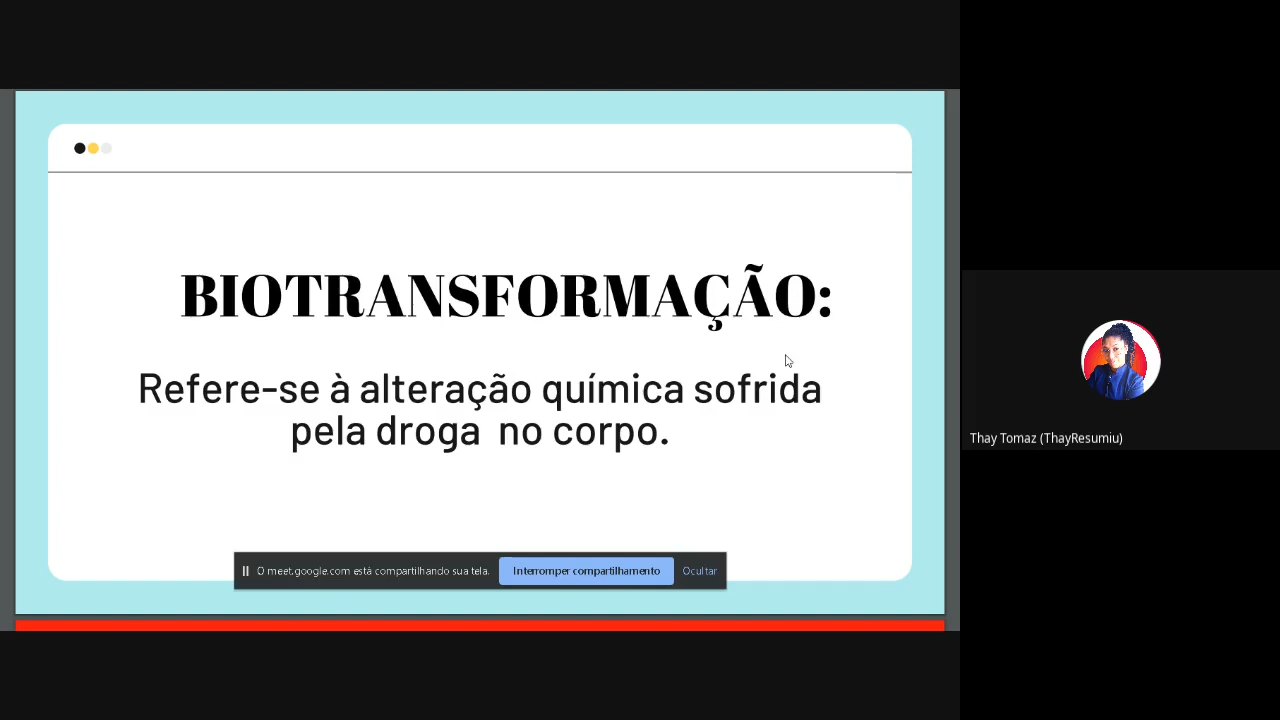 BIOTRANSFORMAÇÃO:
Refere-se à alteração química sofrida
pela droga no corpo.
O meet.google.com está compartilhando sua tela.
Interromper compartilhamento
Ocultar
Thay Tomaz (ThayResumiu)